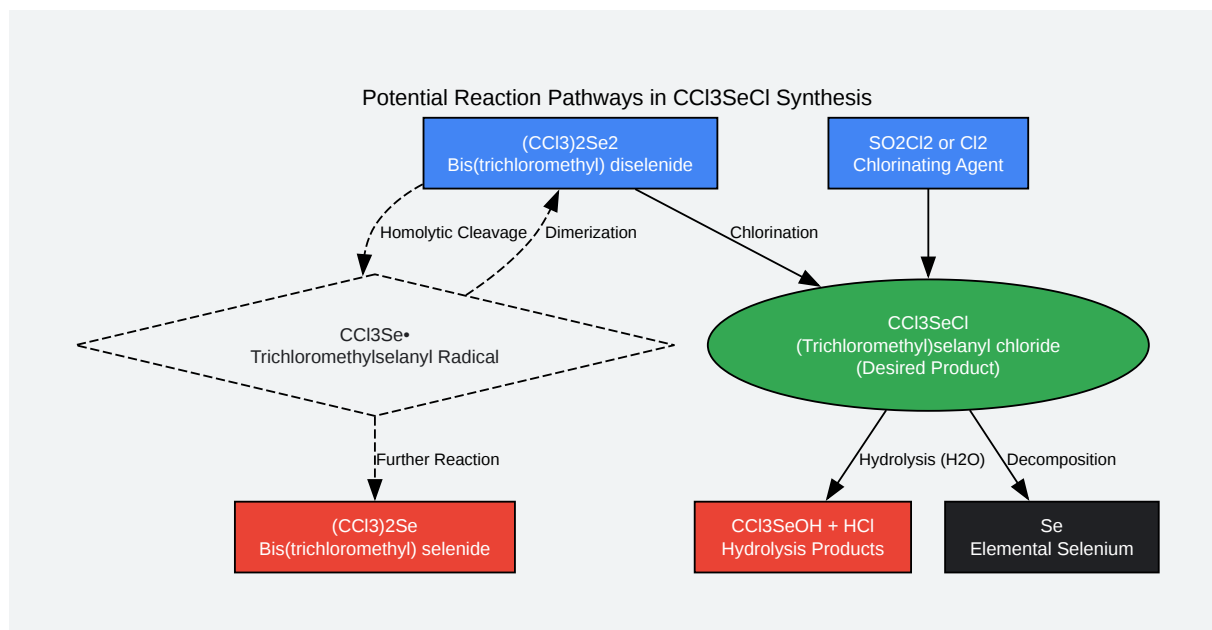 Potential Reaction Pathways in CCl3SeCl Synthesis
(CCl3)2Se2
Bis(trichloromethyl) diselenide
SO2Cl2 or Cl2
Chlorinating Agent
Homolytic Cleavage
Dimerization
Chlorination
CCl3Se•
Trichloromethylselanyl Radical
CCl3SeCl
(Trichloromethyl)selanyl chloride
(Desired Product)
Further Reaction
Hydrolysis (H2O)
Decomposition
(CCl3)2Se
Bis(trichloromethyl) selenide
CCl3SeOH + HCl
Hydrolysis Products
Se
Elemental Selenium